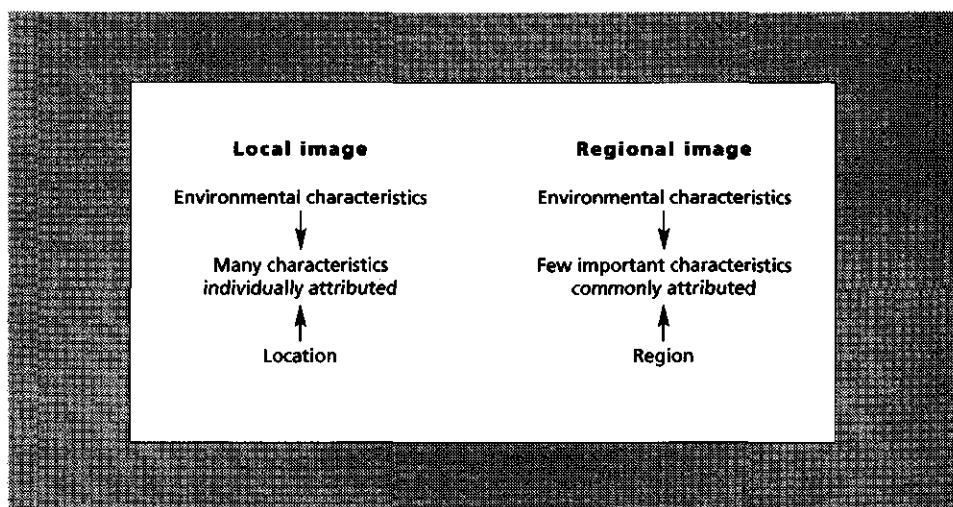 Local image
Environmental characteristics
Many characteristics
individually attributed
Location
Regional image
Environmental characteristics
Few important characteristics
commonly attributed
Region